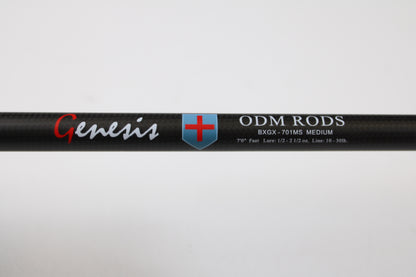 Genesis
ODM RODS
BXGX-701MS MEDIUM
7'0" Fast Lure: 1/2 - 2 1/2 oz. Line: 10 - 30lb.